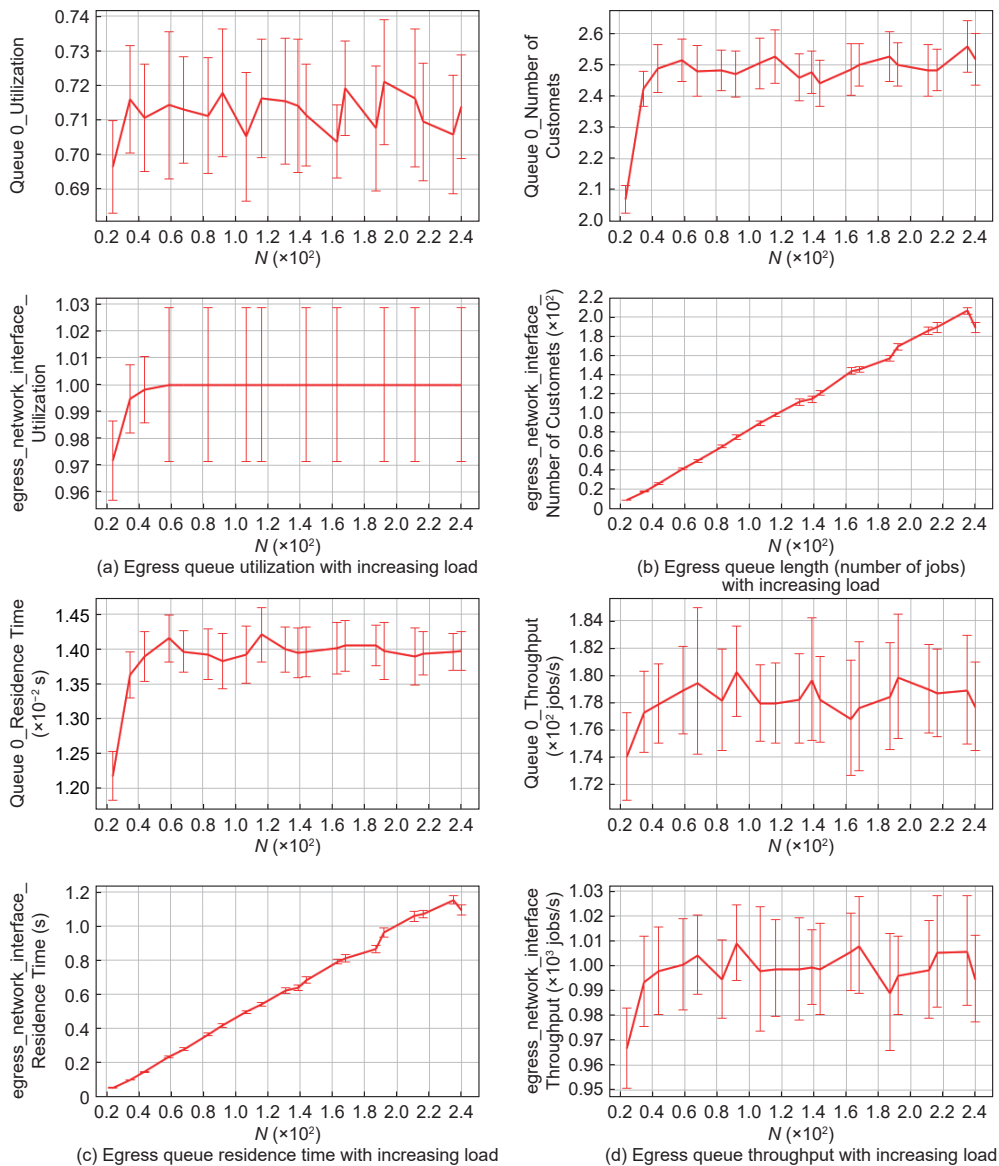 Queue 0_Utilization
0.74
0.73
0.72
0.71
0.70
0.69
0.2 0.4 0.6 0.8 1.0 1.2 1.4 1.6 1.8 2.0 2.2 2.4
N (×10²)
Queue 0_Number of
Customets
2.6
2.5
2.4
2.3
2.2
2.1
2.0
0.2 0.4 0.6 0.8 1.0 1.2 1.4 1.6 1.8 2.0 2.2 2.4
N (×10²)
egress_network_interface_
Utilization
1.03
1.02
1.01
1.00
0.99
0.98
0.97
0.96
0.2 0.4 0.6 0.8 1.0 1.2 1.4 1.6 1.8 2.0 2.2 2.4
N (×10²)
(a) Egress queue utilization with increasing load
egress_network_interface_
Number of Customets (×10²)
2.2
2.0
1.8
1.6
1.4
1.2
1.0
0.8
0.6
0.4
0.2
0
0.2 0.4 0.6 0.8 1.0 1.2 1.4 1.6 1.8 2.0 2.2 2.4
N (×10²)
(b) Egress queue length (number of jobs)
with increasing load
Queue 0_Residence Time
(×10⁻² s)
1.45
1.40
1.30
1.25
1.20
0.2 0.4 0.6 0.8 1.0 1.2 1.4 1.6 1.8 2.0 2.2 2.4
N (×10²)
Queue 0_Throughput
(×10² jobs/s)
1.84
1.82
1.80
1.78
1.76
1.74
1.72
0.2 0.4 0.6 0.8 1.0 1.2 1.4 1.6 1.8 2.0 2.2 2.4
N (×10²)
egress_network_interface_
Residence Time (s)
1.2
1.0
0.8
0.6
0.4
0.2
0
0.2 0.4 0.6 0.8 1.0 1.2 1.4 1.6 1.8 2.0 2.2 2.4
N (×10²)
(c) Egress queue residence time with increasing load
egress_network_interface
Throughput (×10³ jobs/s)
1.03
1.02
1.01
1.00
0.99
0.98
0.97
0.96
0.95
0.2 0.4 0.6 0.8 1.0 1.2 1.4 1.6 1.8 2.0 2.2 2.4
N (×10²)
(d) Egress queue throughput with increasing load